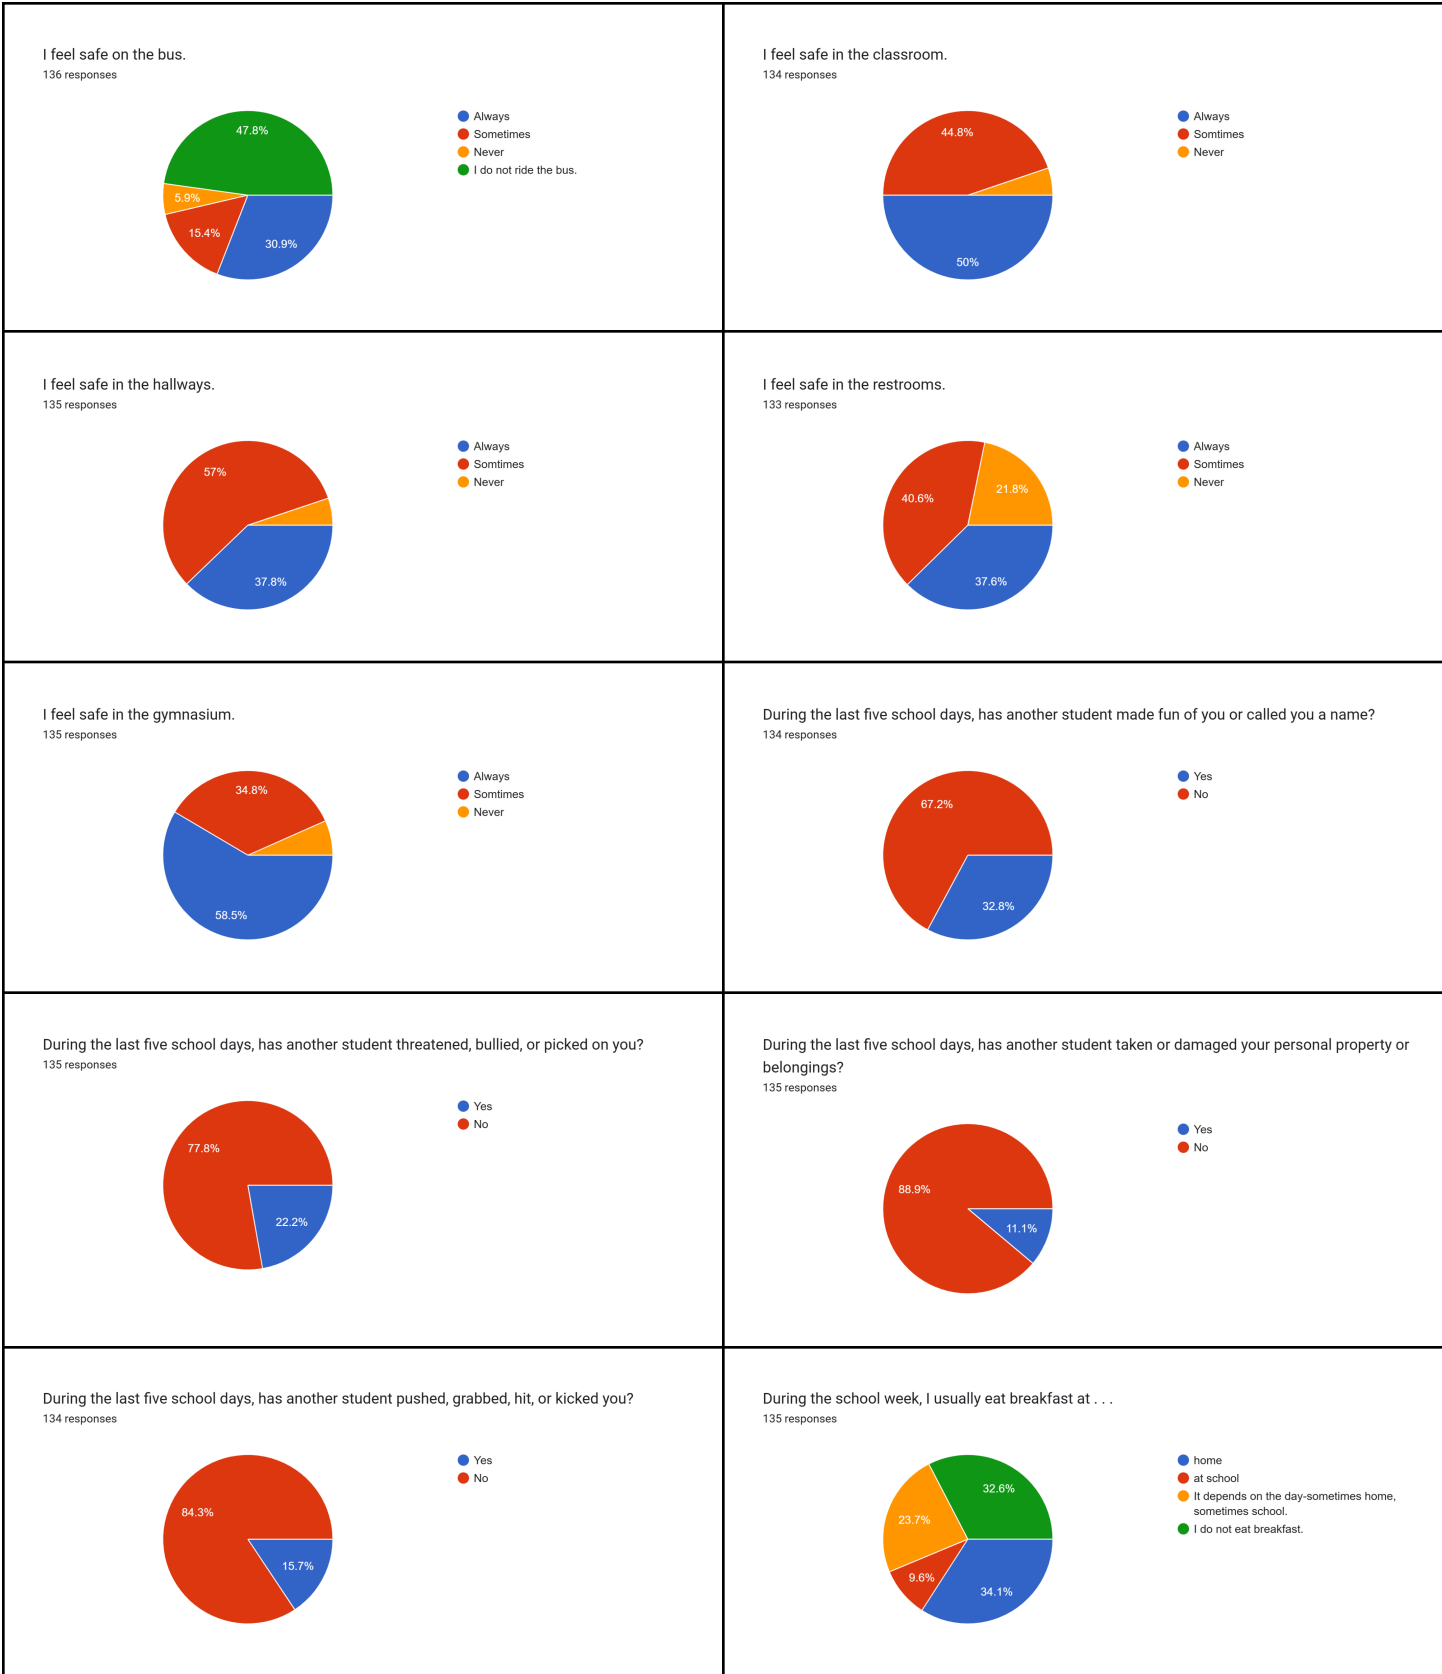 I feel safe on the bus.
136 responses
47.8%
5.9%
15.4%
30.9%
Always
Sometimes
Never
I do not ride the bus.
I feel safe in the classroom.
134 responses
44.8%
50%
Always
Somtimes
Never
I feel safe in the hallways.
135 responses
57%
37.8%
Always
Somtimes
Never
I feel safe in the restrooms.
133 responses
40.6%
21.8%
37.6%
Always
Somtimes
Never
I feel safe in the gymnasium.
135 responses
34.8%
58.5%
Always
Somtimes
Never
During the last five school days, has another student made fun of you or called you a name?
134 responses
67.2%
32.8%
Yes
No
During the last five school days, has another student threatened, bullied, or picked on you?
135 responses
77.8%
22.2%
Yes
No
During the last five school days, has another student taken or damaged your personal property or
belongings?
135 responses
88.9%
11.1%
Yes
No
During the last five school days, has another student pushed, grabbed, hit, or kicked you?
134 responses
84.3%
15.7%
Yes
No
During the school week, I usually eat breakfast at . . .
135 responses
32.6%
23.7%
9.6%
34.1%
home
at school
It depends on the day-sometimes home,
sometimes school.
I do not eat breakfast.